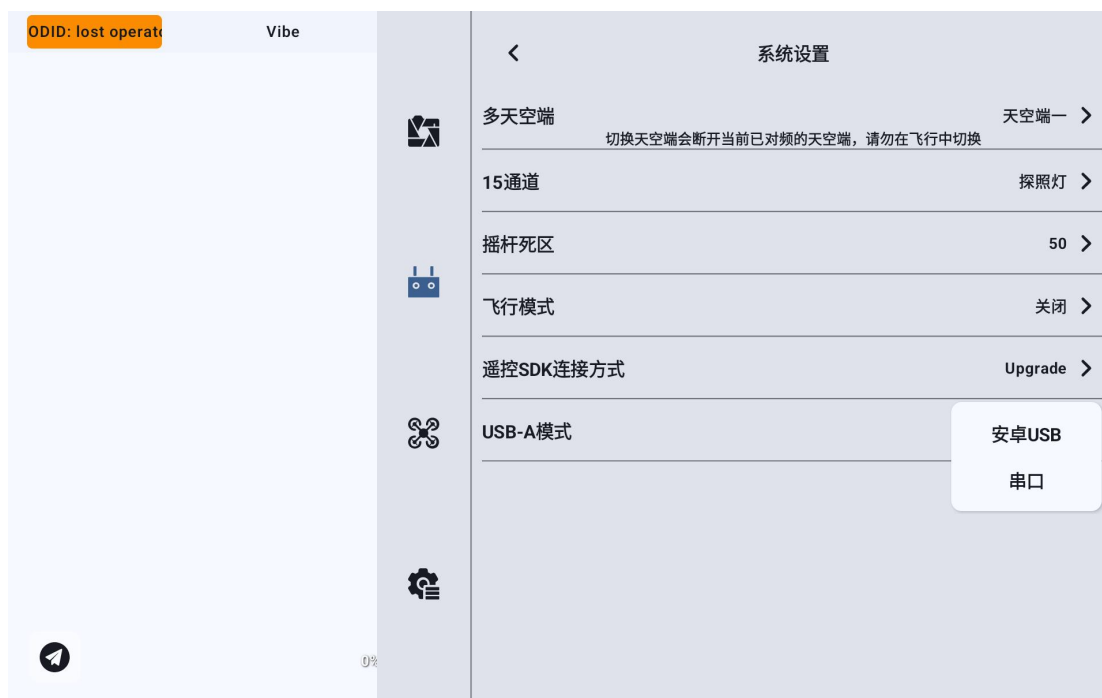 ODID: lost operato
Vibe
系统设置
多天空端
天空端一
切换天空端会断开当前已对频的天空端，请勿在飞行中切换
15通道
探照灯
摇杆死区
50
飞行模式
关闭
遥控SDK连接方式
Upgrade
USB-A模式
安卓USB
串口
0%